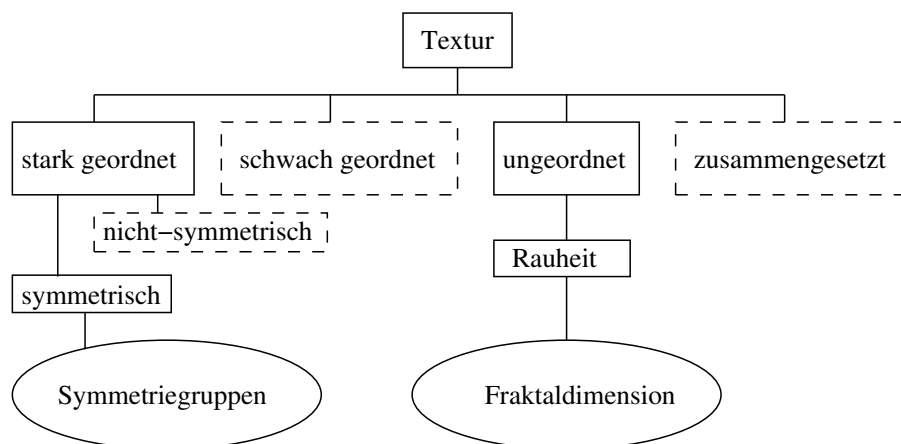 Textur
stark geordnet
schwach geordnet
ungeordnet
zusammengesetzt
nicht−symmetrisch
Rauheit
symmetrisch
Symmetriegruppen
Fraktaldimension